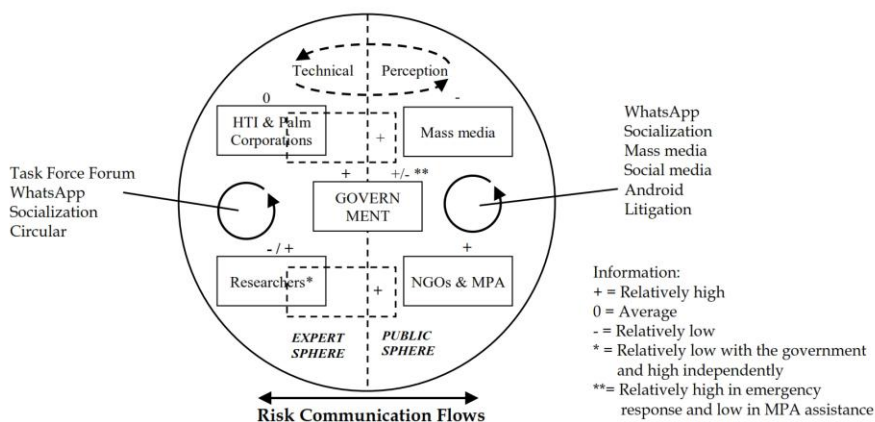 Technical Perception
0 -
HTI & Palm
Corporations
+
Mass media
+ +/- **
GOVERN
MENT
- / + +
Researchers*
+
NGOs & MPA
EXPERT
SPHERE
PUBLIC
SPHERE
Risk Communication Flows
Task Force Forum
WhatsApp
Socialization
Circular
WhatsApp
Socialization
Mass media
Social media
Android
Litigation
Information:
+ = Relatively high
0 = Average
- = Relatively low
* = Relatively low with the government
and high independently
**= Relatively high in emergency
response and low in MPA assistance